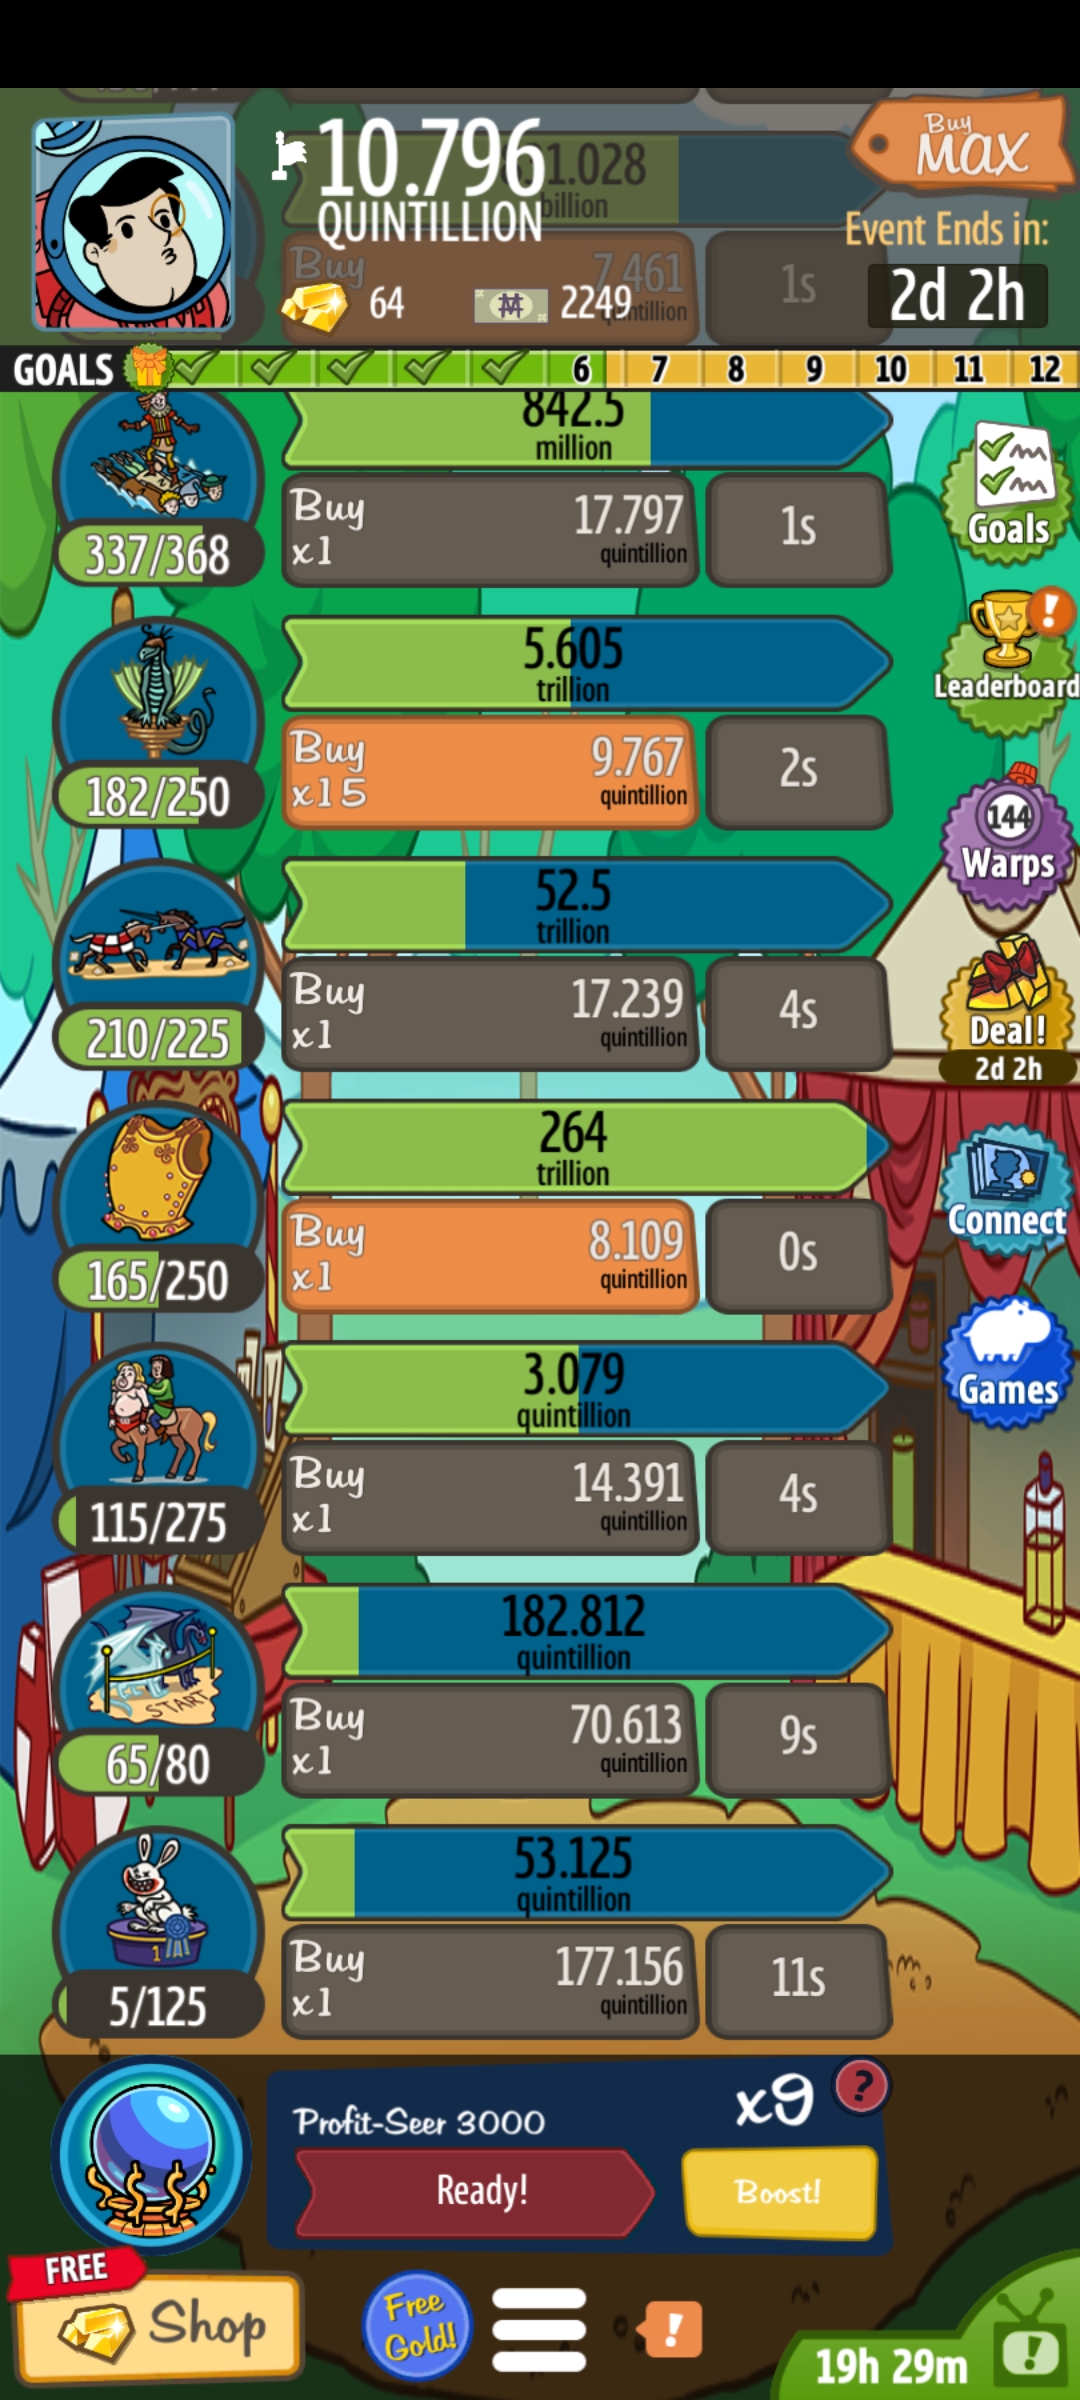 10.796
QUINTILLION
1.028
billion
Buy
MAX
Event Ends in:
2d 2h
Buy
7.461
1s
64
2249
GOALS
6
7
8
9
10
11
12
842.5
million
337/368
Buy
x1
17.797
quintillion
1s
Goals
5.605
trillion
182/250
Buy
x15
9.767
quintillion
2s
!
Leaderboard
52.5
trillion
210/225
Buy
x1
17.239
quintillion
4s
144
Warps
Deal!
2d 2h
264
trillion
165/250
Buy
x1
8.109
quintillion
0s
Connect
3.079
quintillion
115/275
Buy
x1
14.391
quintillion
4s
Games
182.812
quintillion
START
65/80
Buy
x1
70.613
quintillion
9s
53.125
quintillion
1
5/125
Buy
x1
177.156
quintillion
11s
Profit-Seer 3000
x9
?
Ready!
Boost!
FREE
Shop
Free
Gold!
!
19h 29m
!